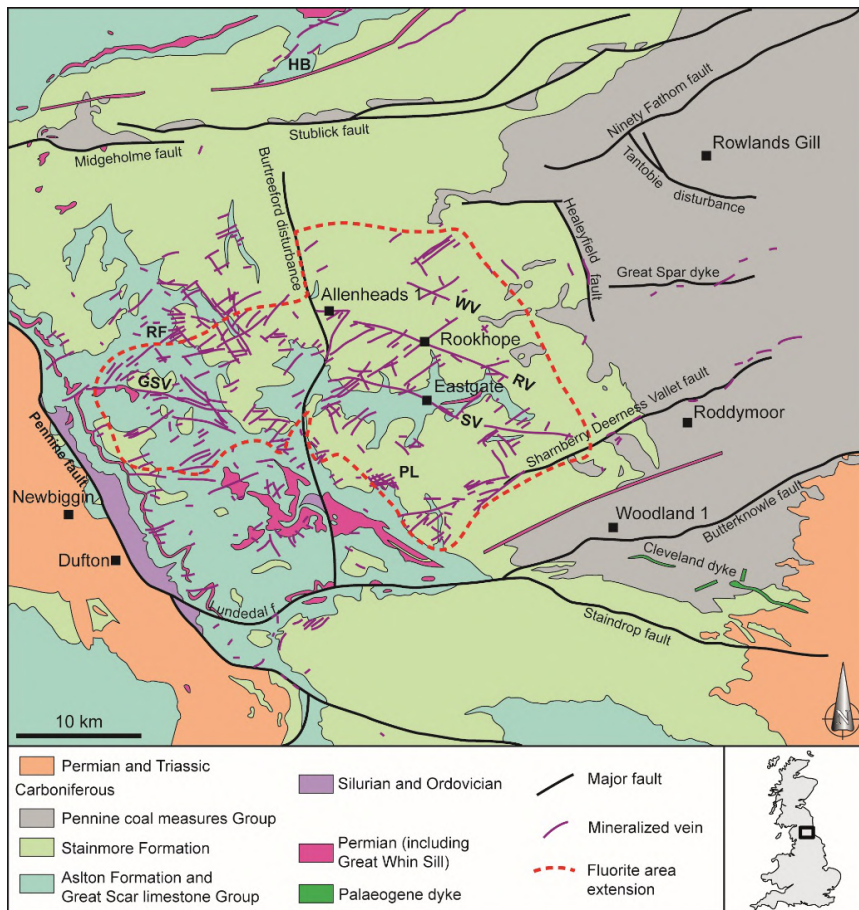 HB
Ninety Fathom fault
Stublick fault
Midgeholme fault
Rowlands Gill
Tantobie
disturbance
Burtreeford disturbance
Healeyfield
fault
Great Spar dyke
Allenheads 1
WV
RF
Rookhope
GSV
Eastgate
RV
SV
Sharnberry Deerness Vallet fault
Roddymoor
Pennine fault
PL
Newbiggin
Woodland 1
Butterknowle fault
Dufton
Cleveland dyke
Lundedal f
Staindrop fault
10 km
N
Permian and Triassic
Carboniferous
Pennine coal measures Group
Stainmore Formation
Aslton Formation and
Great Scar limestone Group
Silurian and Ordovician
Permian (including
Great Whin Sill)
Palaeogene dyke
Major fault
Mineralized vein
Fluorite area
extension